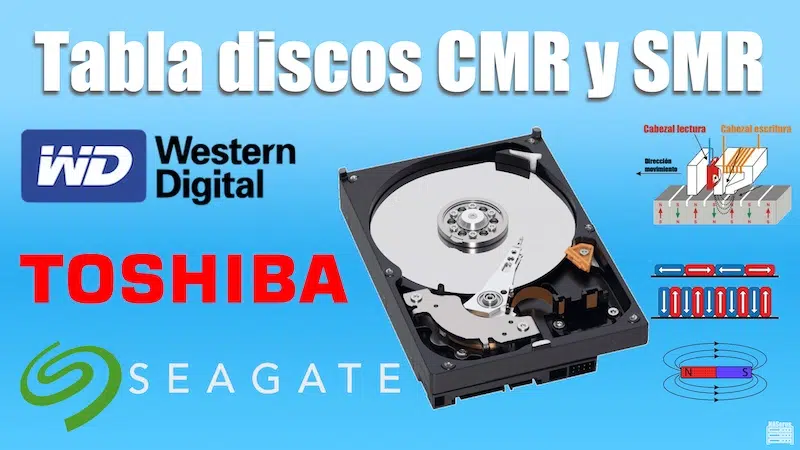 Tabla discos CMR y SMR
WD Western
Digital
TOSHIBA
SEAGATE
Cabezal lectura
Cabezal escritura
Dirección
movimiento
N
S